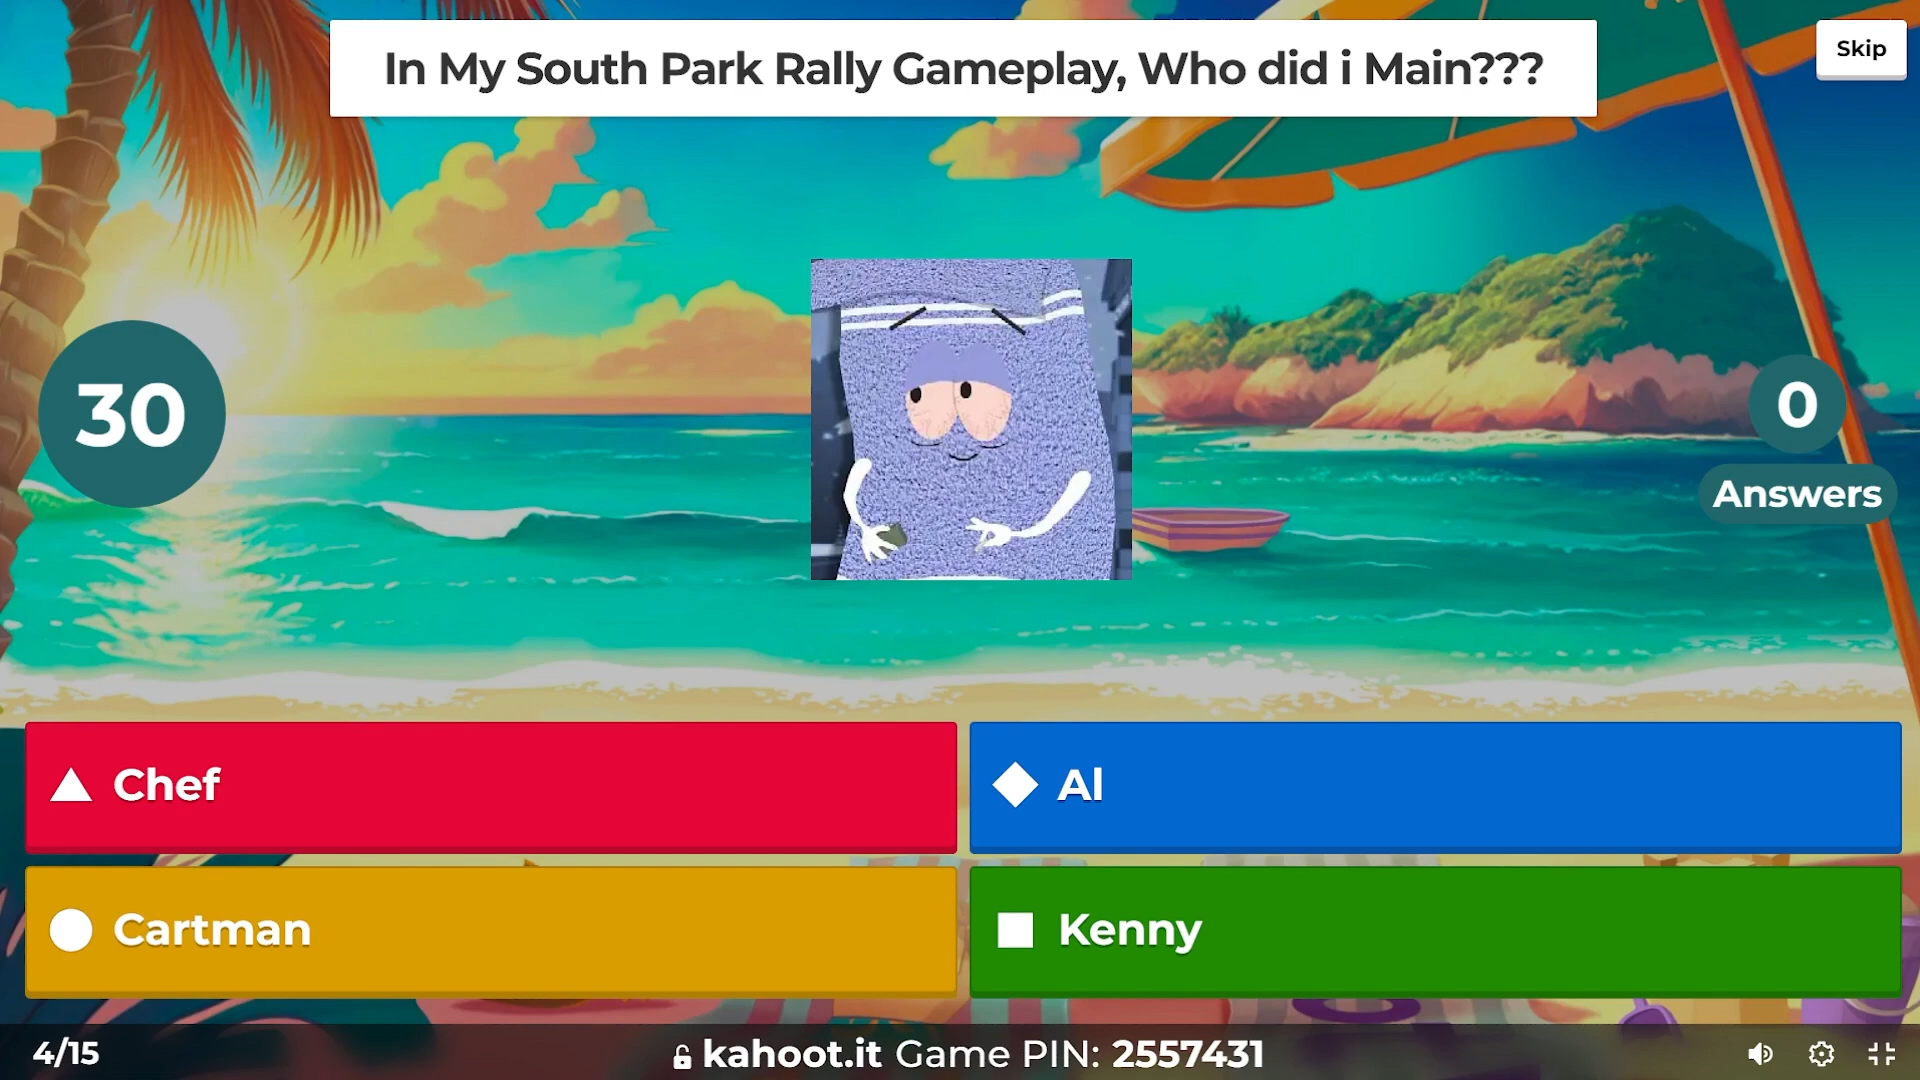 In My South Park Rally Gameplay, Who did i Main???
Skip
30
0
Answers
Chef
Al
Cartman
Kenny
4/15
kahoot.it Game PIN: 2557431